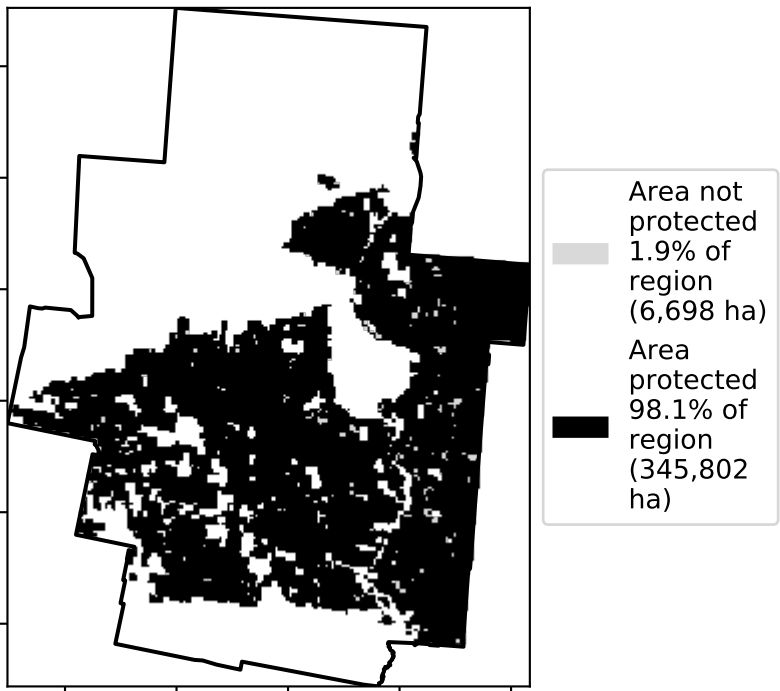 Area not
protected
1.9% of
region
(6,698 ha)
Area
protected
98.1% of
region
(345,802
ha)